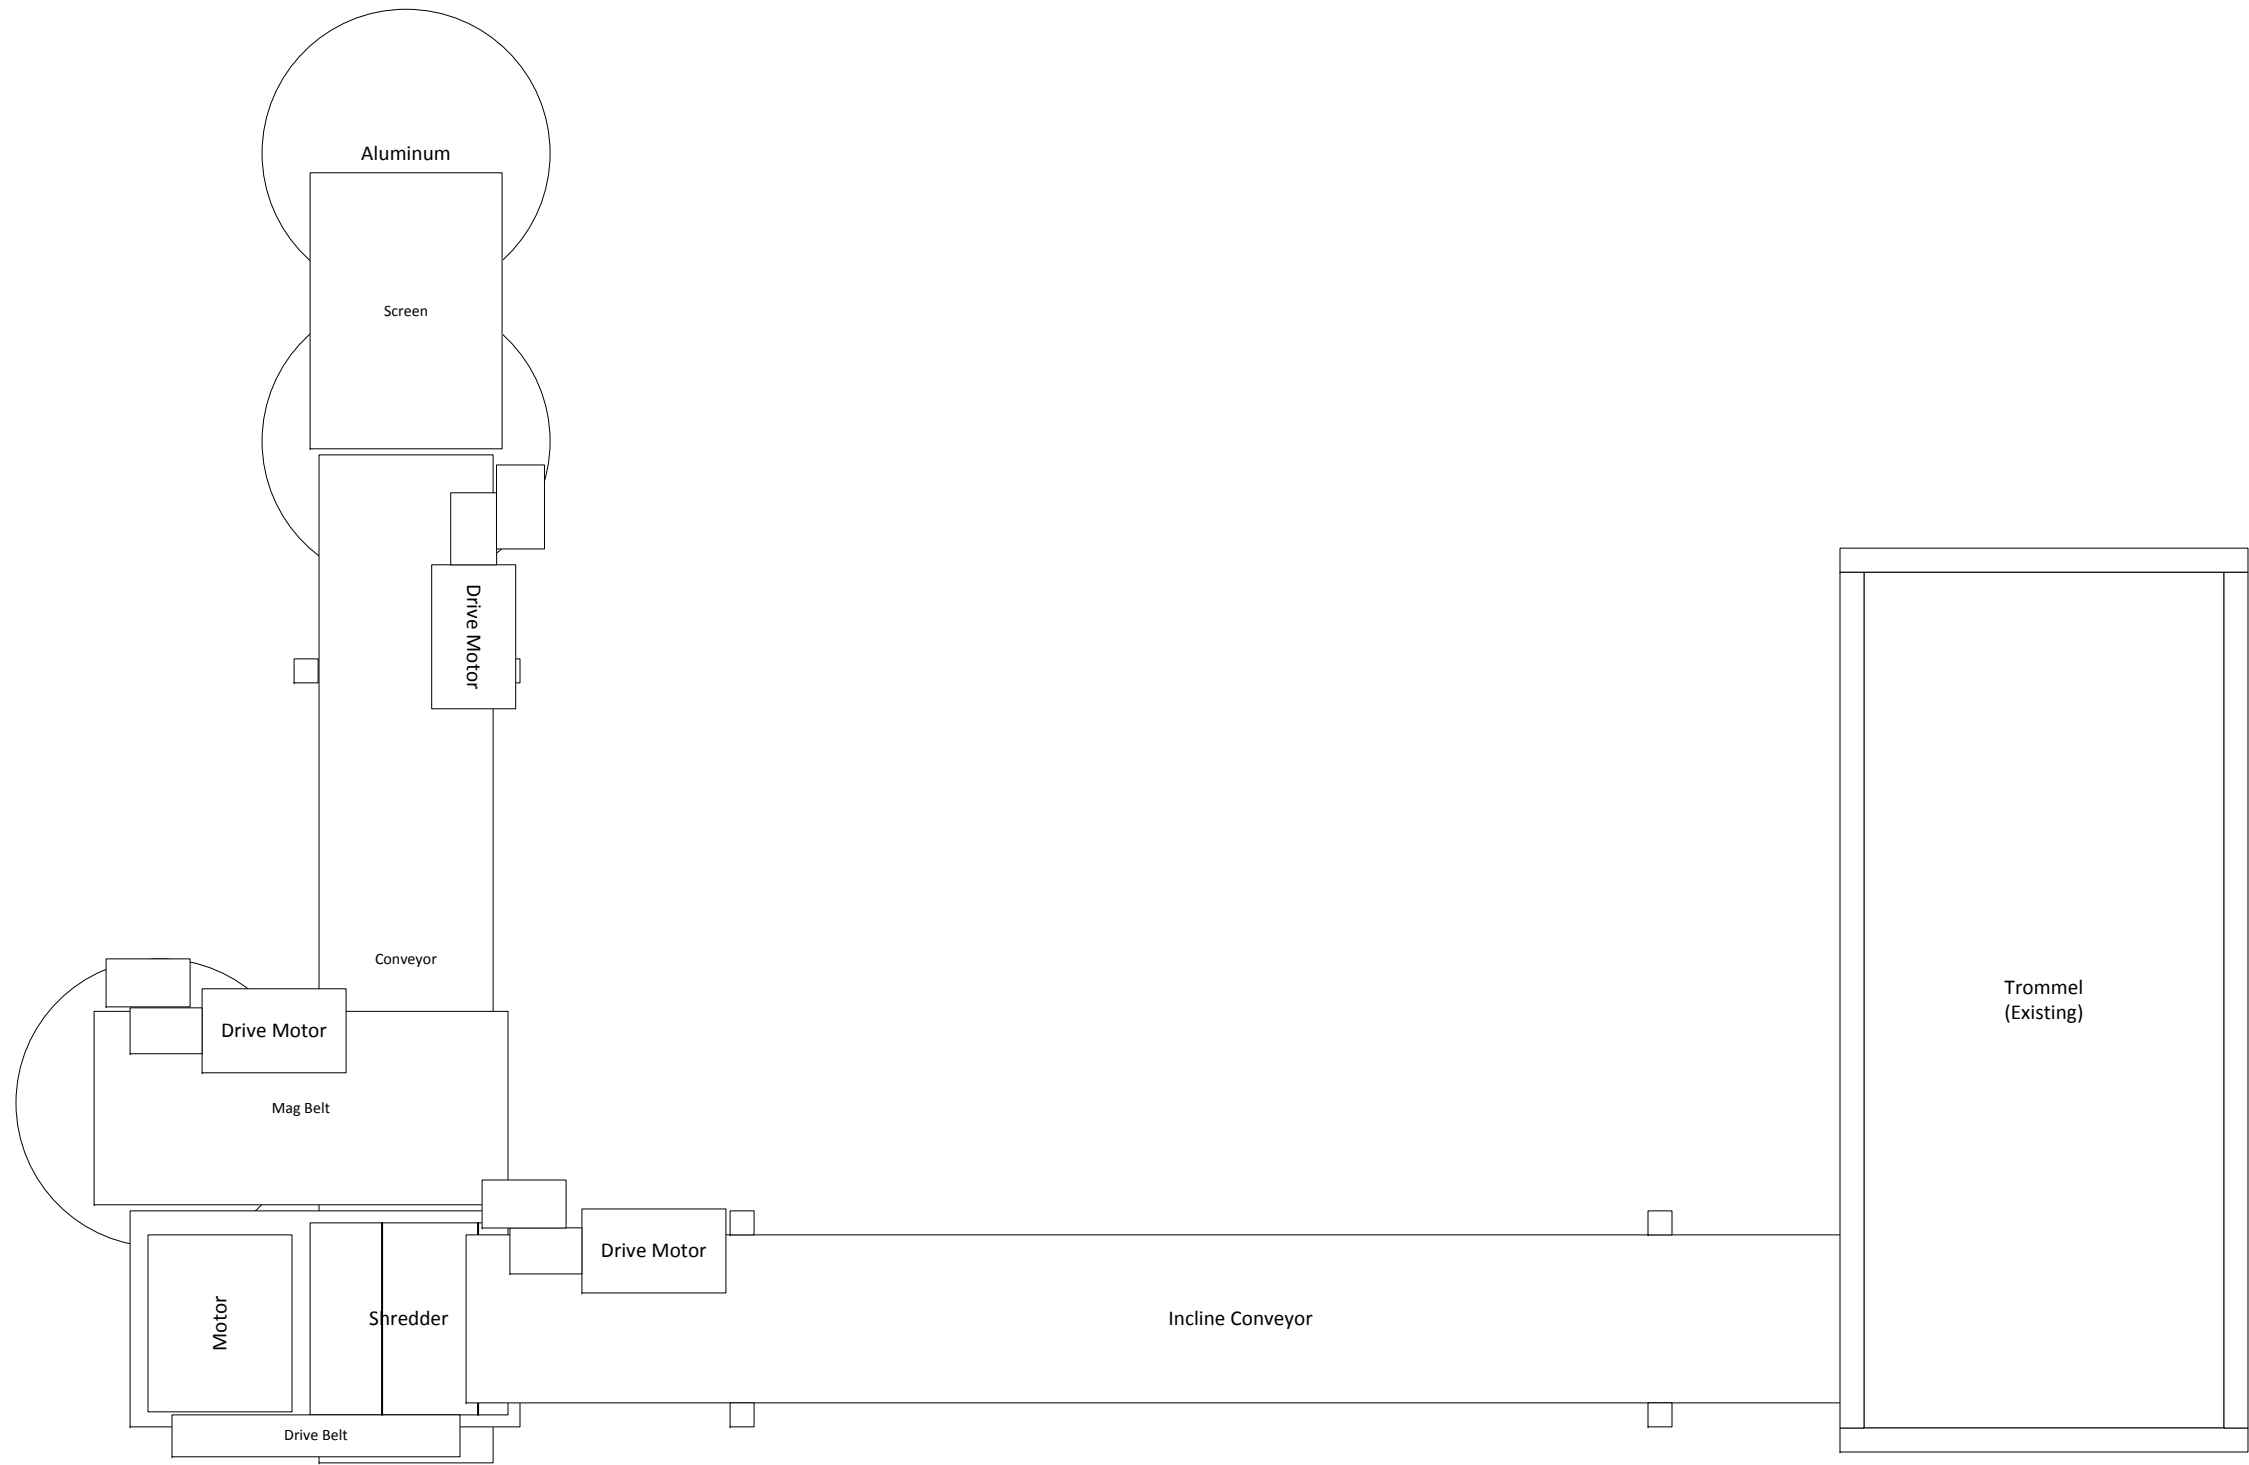 Aluminum
Screen
Drive Motor
Conveyor
Drive Motor
Mag Belt
Trommel
(Existing)
Drive Motor
Motor
Shredder
Incline Conveyor
Drive Belt